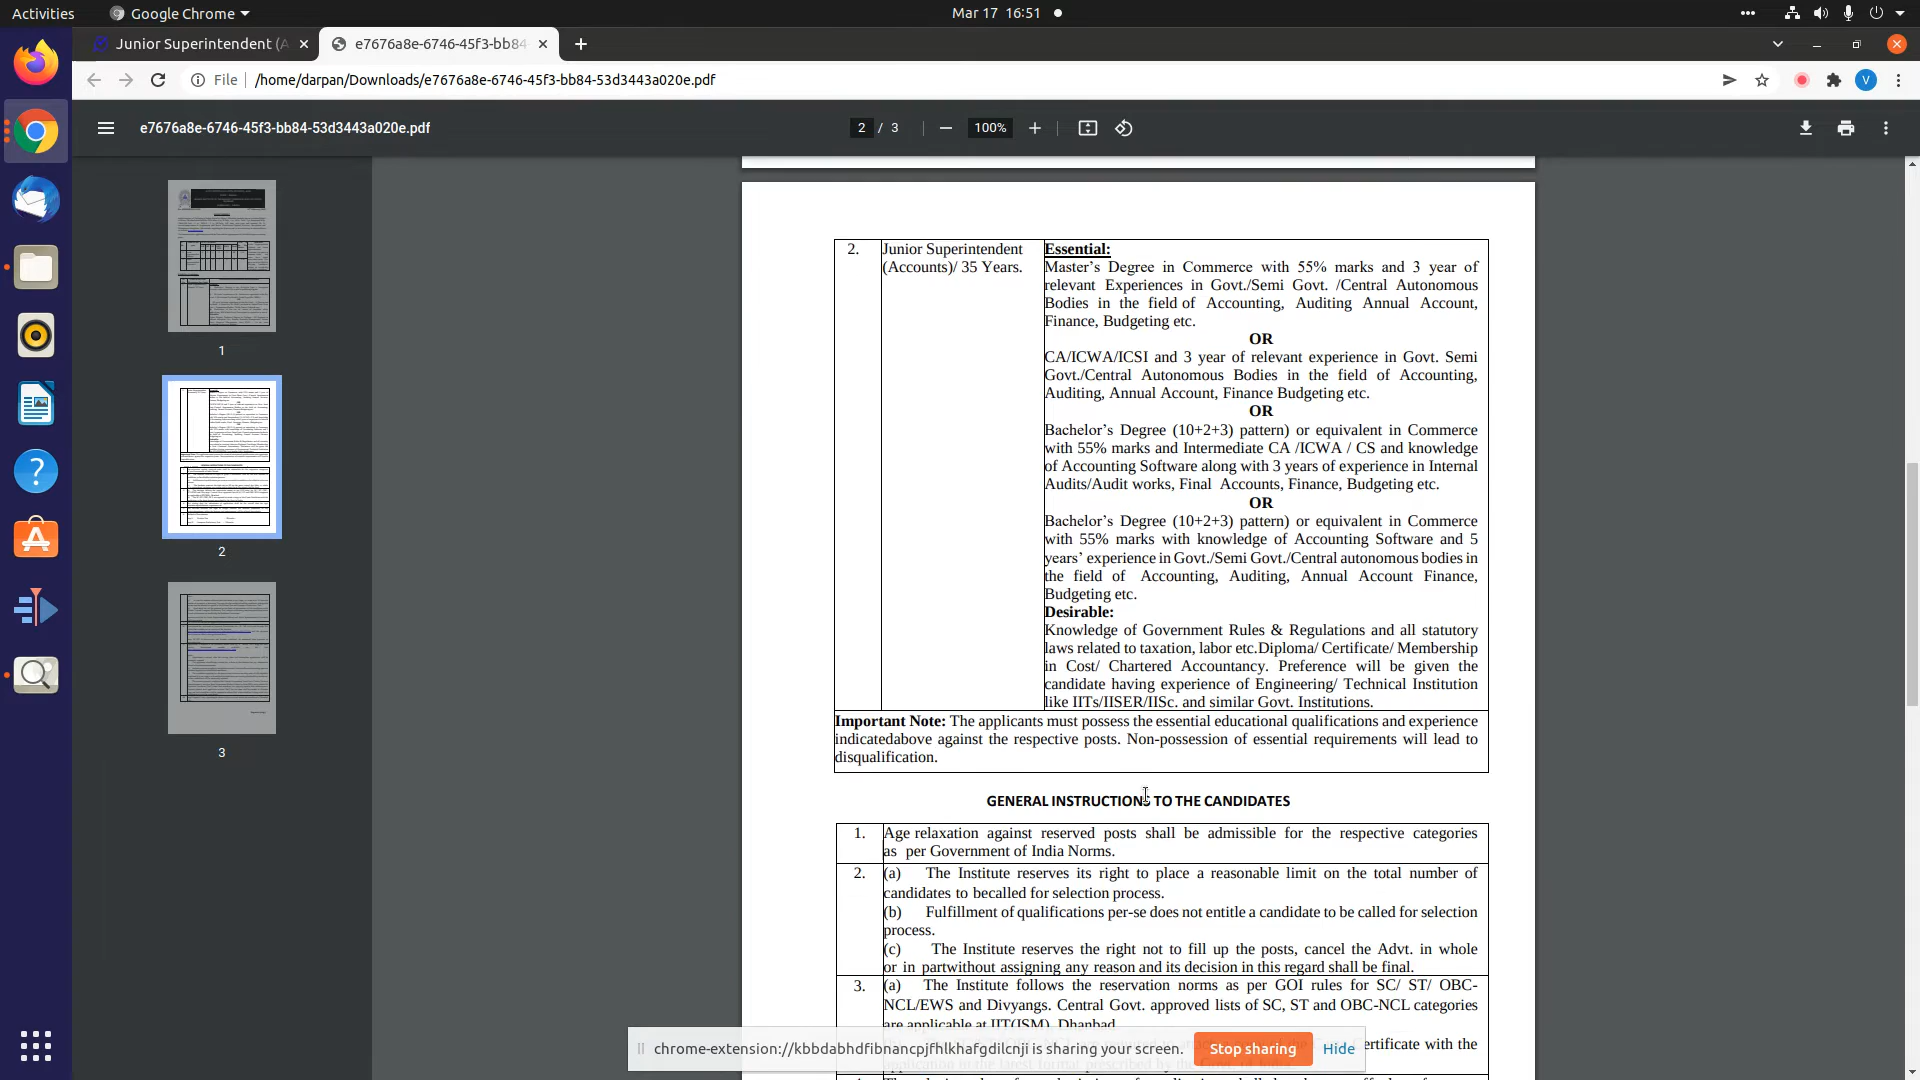 Activities
Google Chrome
Mar 17 16:51
Junior Superintendent (A
e7676a8e-6746-45f3-bb84
File
/home/darpan/Downloads/e7676a8e-6746-45f3-bb84-53d3443a020e.pdf
V
e7676a8e-6746-45f3-bb84-53d3443a020e.pdf
2 / 3
100%
1
2
3
2.
Junior Superintendent
(Accounts)/ 35 Years.
Essential:
Master's Degree in Commerce with 55% marks and 3 year of
relevant Experiences in Govt./Semi Govt. /Central Autonomous
Bodies in the field of Accounting, Auditing Annual Account,
Finance, Budgeting etc.
OR
CA/ICWA/ICSI and 3 year of relevant experience in Govt. Semi
Govt./Central Autonomous Bodies in the field of Accounting,
Auditing, Annual Account, Finance Budgeting etc.
OR
Bachelor's Degree (10+2+3) pattern) or equivalent in Commerce
with 55% marks and Intermediate CA /ICWA / CS and knowledge
of Accounting Software along with 3 years of experience in Internal
Audits/Audit works, Final Accounts, Finance, Budgeting etc.
OR
Bachelor's Degree (10+2+3) pattern) or equivalent in Commerce
with 55% marks with knowledge of Accounting Software and 5
years' experience in Govt./Semi Govt./Central autonomous bodies in
the field of Accounting, Auditing, Annual Account Finance,
Budgeting etc.
Desirable:
Knowledge of Government Rules & Regulations and all statutory
laws related to taxation, labor etc.Diploma/ Certificate/ Membership
in Cost/ Chartered Accountancy. Preference will be given the
candidate having experience of Engineering/ Technical Institution
like IITs/IISER/IISc. and similar Govt. Institutions.
Important Note: The applicants must possess the essential educational qualifications and experience
indicatedabove against the respective posts. Non-possession of essential requirements will lead to
disqualification.
GENERAL INSTRUCTIONS TO THE CANDIDATES
1.
Age relaxation against reserved posts shall be admissible for the respective categories
as per Government of India Norms.
2.
(a) The Institute reserves its right to place a reasonable limit on the total number of
candidates to becalled for selection process.
(b) Fulfillment of qualifications per-se does not entitle a candidate to be called for selection
process.
(c) The Institute reserves the right not to fill up the posts, cancel the Advt. in whole
or in partwithout assigning any reason and its decision in this regard shall be final.
3.
(a) The Institute follows the reservation norms as per GOI rules for SC/ ST/ OBC-
NCL/EWS and Divyangs. Central Govt. approved lists of SC, ST and OBC-NCL categories
are applicable at IIT(ISM), Dhanbad
ertificate with the
chrome-extension://kbbdabhdfibnancpjfhlkhafgdilcnji is sharing your screen.
Stop sharing
Hide